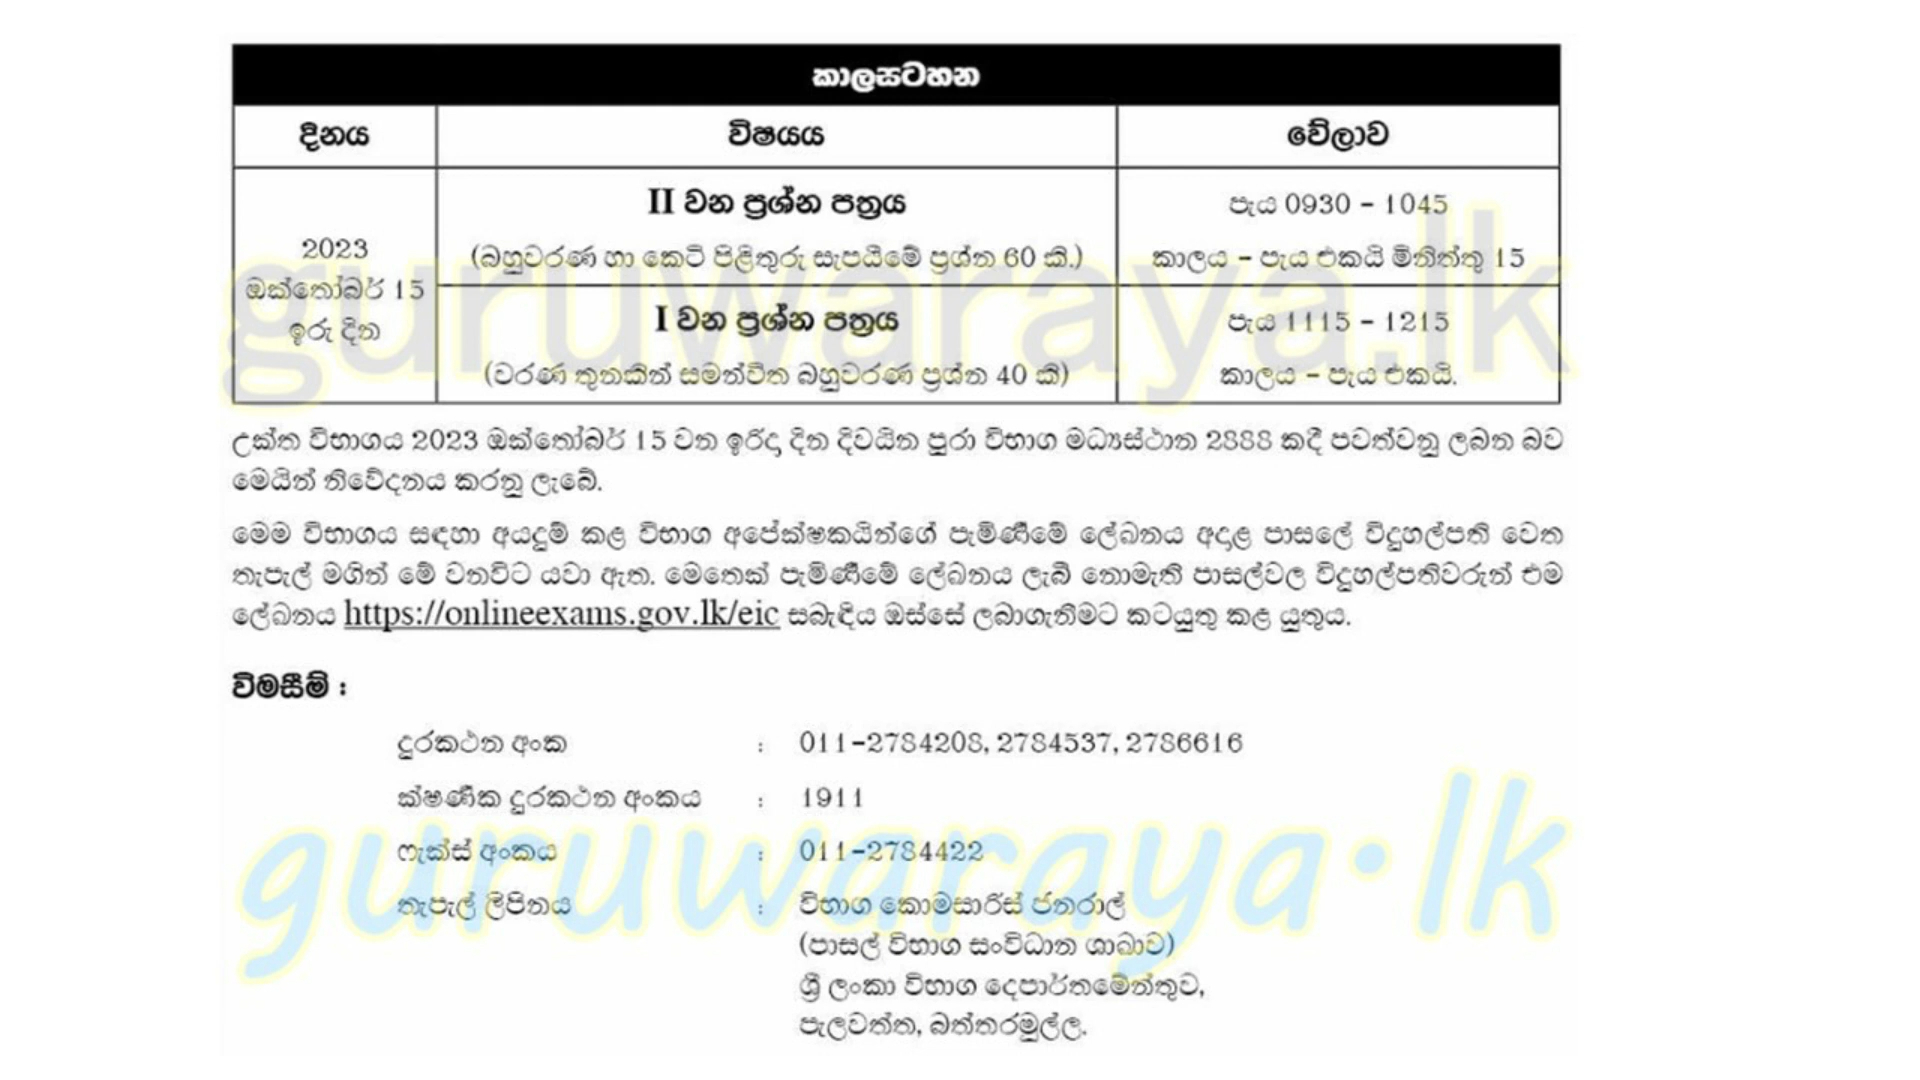 කාලසටහන
දිනය විෂයය වේලාව
2023
ඔක්තෝබර් 15
ඉරු දින
II වන ප්‍රශ්න පත්‍රය
(බහුවරණ හා කෙටි පිළිතුරු සැපයීමේ ප්‍රශ්න 60 කි.)
පැය 0930 - 1045
කාලය - පැය එකයි මිනිත්තු 15
I වන ප්‍රශ්න පත්‍රය
(වරණ තුනකින් සමන්විත බහුවරණ ප්‍රශ්න 40 කි)
පැය 1115 - 1215
කාලය - පැය එකයි.
guruwaraya.lk
උක්ත විභාගය 2023 ඔක්තෝබර් 15 වන ඉරිදා දින දිවයින පුරා විභාග මධ්‍යස්ථාන 2888 කදී පවත්වනු ලබන බව
මෙයින් නිවේදනය කරනු ලැබේ.
මෙම විභාගය සඳහා අයදුම් කළ විභාග අපේක්ෂකයින්ගේ පැමිණීමේ ලේඛනය අදාළ පාසලේ විදුහල්පති වෙත
තැපැල් මගින් මේ වනවිට යවා ඇත. මෙතෙක් පැමිණීමේ ලේඛනය ලැබී නොමැති පාසල්වල විදුහල්පතිවරුන් එම
ලේඛනය https://onlineexams.gov.lk/eic සබැඳිය ඔස්සේ ලබාගැනීමට කටයුතු කළ යුතුය.
විමසීම් :
දුරකථන අංක : 011-2784208, 2784537, 2786616
ක්ෂණික දුරකථන අංකය : 1911
ෆැක්ස් අංකය : 011-2784422
තැපැල් ලිපිනය : විභාග කොමසාරිස් ජනරාල්
(පාසල් විභාග සංවිධාන ශාඛාව)
ශ්‍රී ලංකා විභාග දෙපාර්තමේන්තුව,
පැලවත්ත, බත්තරමුල්ල.
guruwaraya.lk